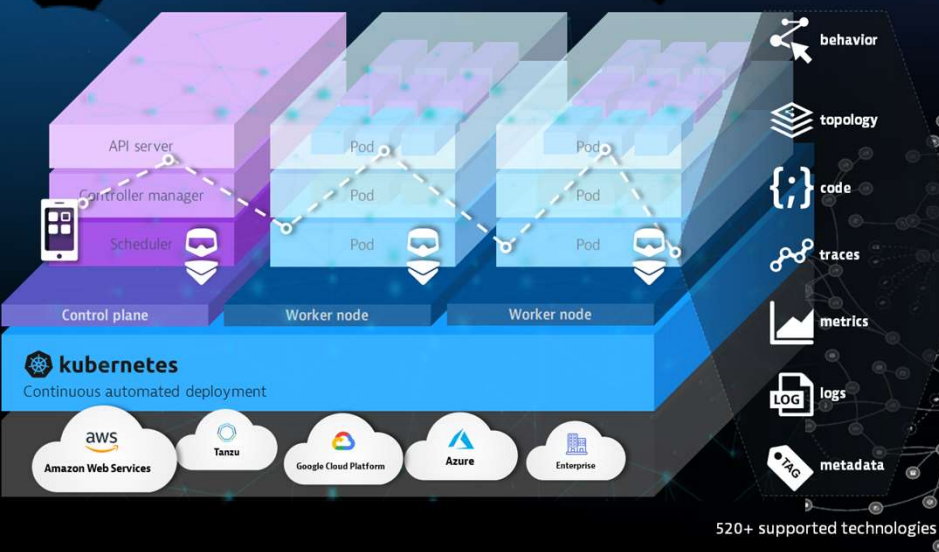 API server
Controller manager
Scheduler
Control plane
Pod
Pod
Pod
Worker node
Pod
Pod
Pod
Worker node
kubernetes
Continuous automated deployment
aws
Amazon Web Services
Tanzu
Google Cloud Platform
Azure
Enterprise
behavior
topology
{;} code
traces
metrics
LOG logs
TAG metadata
520+ supported technologies